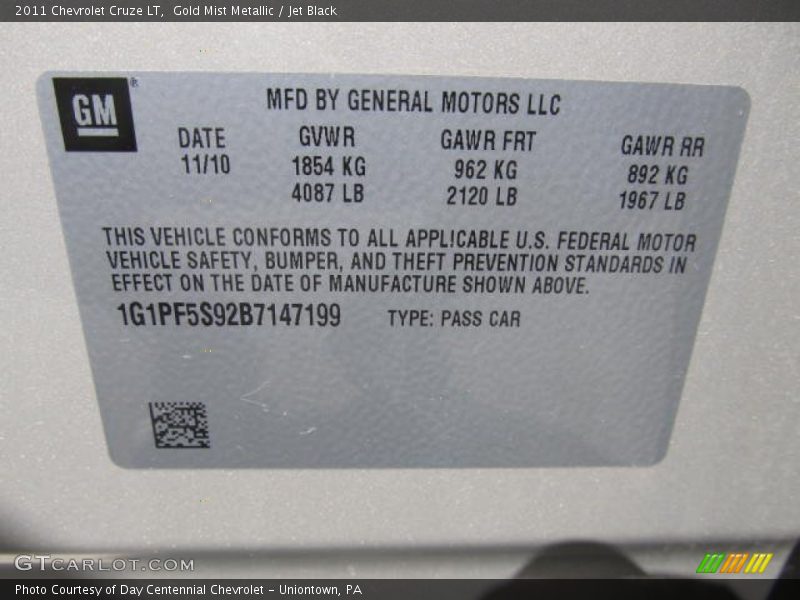 2011 Chevrolet Cruze LT,  Gold Mist Metallic / Jet Black
GM®
MFD BY GENERAL MOTORS LLC
DATE GVWR GAWR FRT GAWR RR
11/10 1854 KG 962 KG 892 KG
4087 LB 2120 LB 1967 LB
THIS VEHICLE CONFORMS TO ALL APPL!CABLE U.S. FEDERAL MOTOR
VEHICLE SAFETY, BUMPER, AND THEFT PREVENTION STANDARDS IN
EFFECT ON THE DATE OF MANUFACTURE SHOWN ABOVE.
1G1PF5S92B7147199 TYPE: PASS CAR
GTCARLOT.COM
Photo Courtesy of Day Centennial Chevrolet - Uniontown, PA